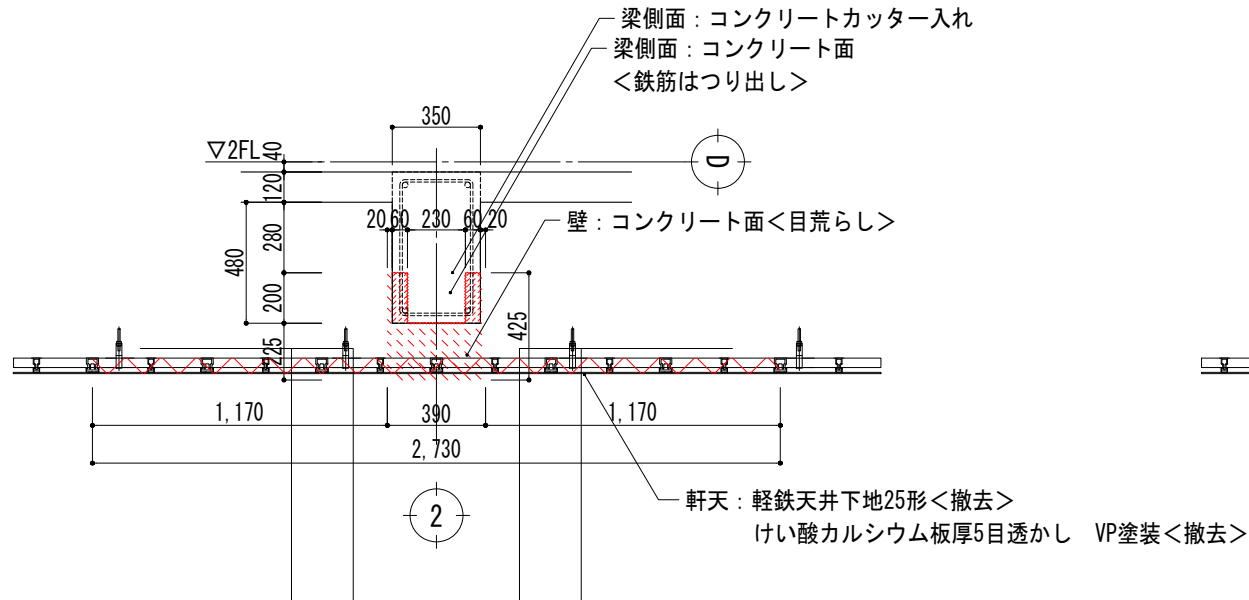 梁側面：コンクリートカッター入れ
梁側面：コンクリート面
＜鉄筋はつり出し＞
350
▽2FL
40
D
120
20 60 230 60 20
壁：コンクリート面＜目荒らし＞
280
480
200
425
225
1,170 390 1,170
2,730
2
軒天：軽鉄天井下地25形＜撤去＞
けい酸カルシウム板厚5目透かし　VP塗装＜撤去＞